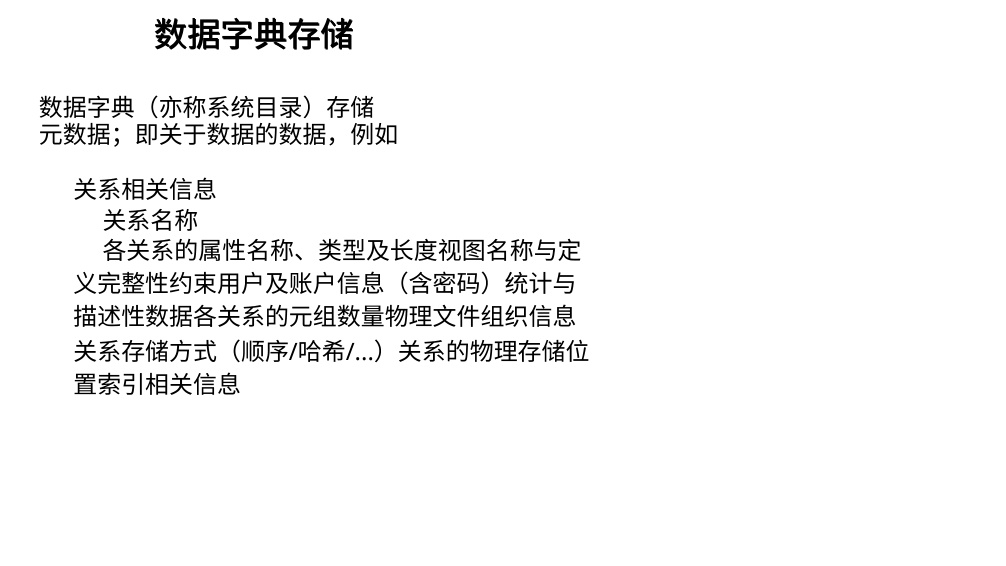 数据字典存储
数据字典（亦称系统目录）存储
元数据；即关于数据的数据，例如
关系相关信息
关系名称
各关系的属性名称、类型及长度视图名称与定
义完整性约束用户及账户信息（含密码）统计与
描述性数据各关系的元组数量物理文件组织信息
关系存储方式（顺序/哈希/...）关系的物理存储位
置索引相关信息